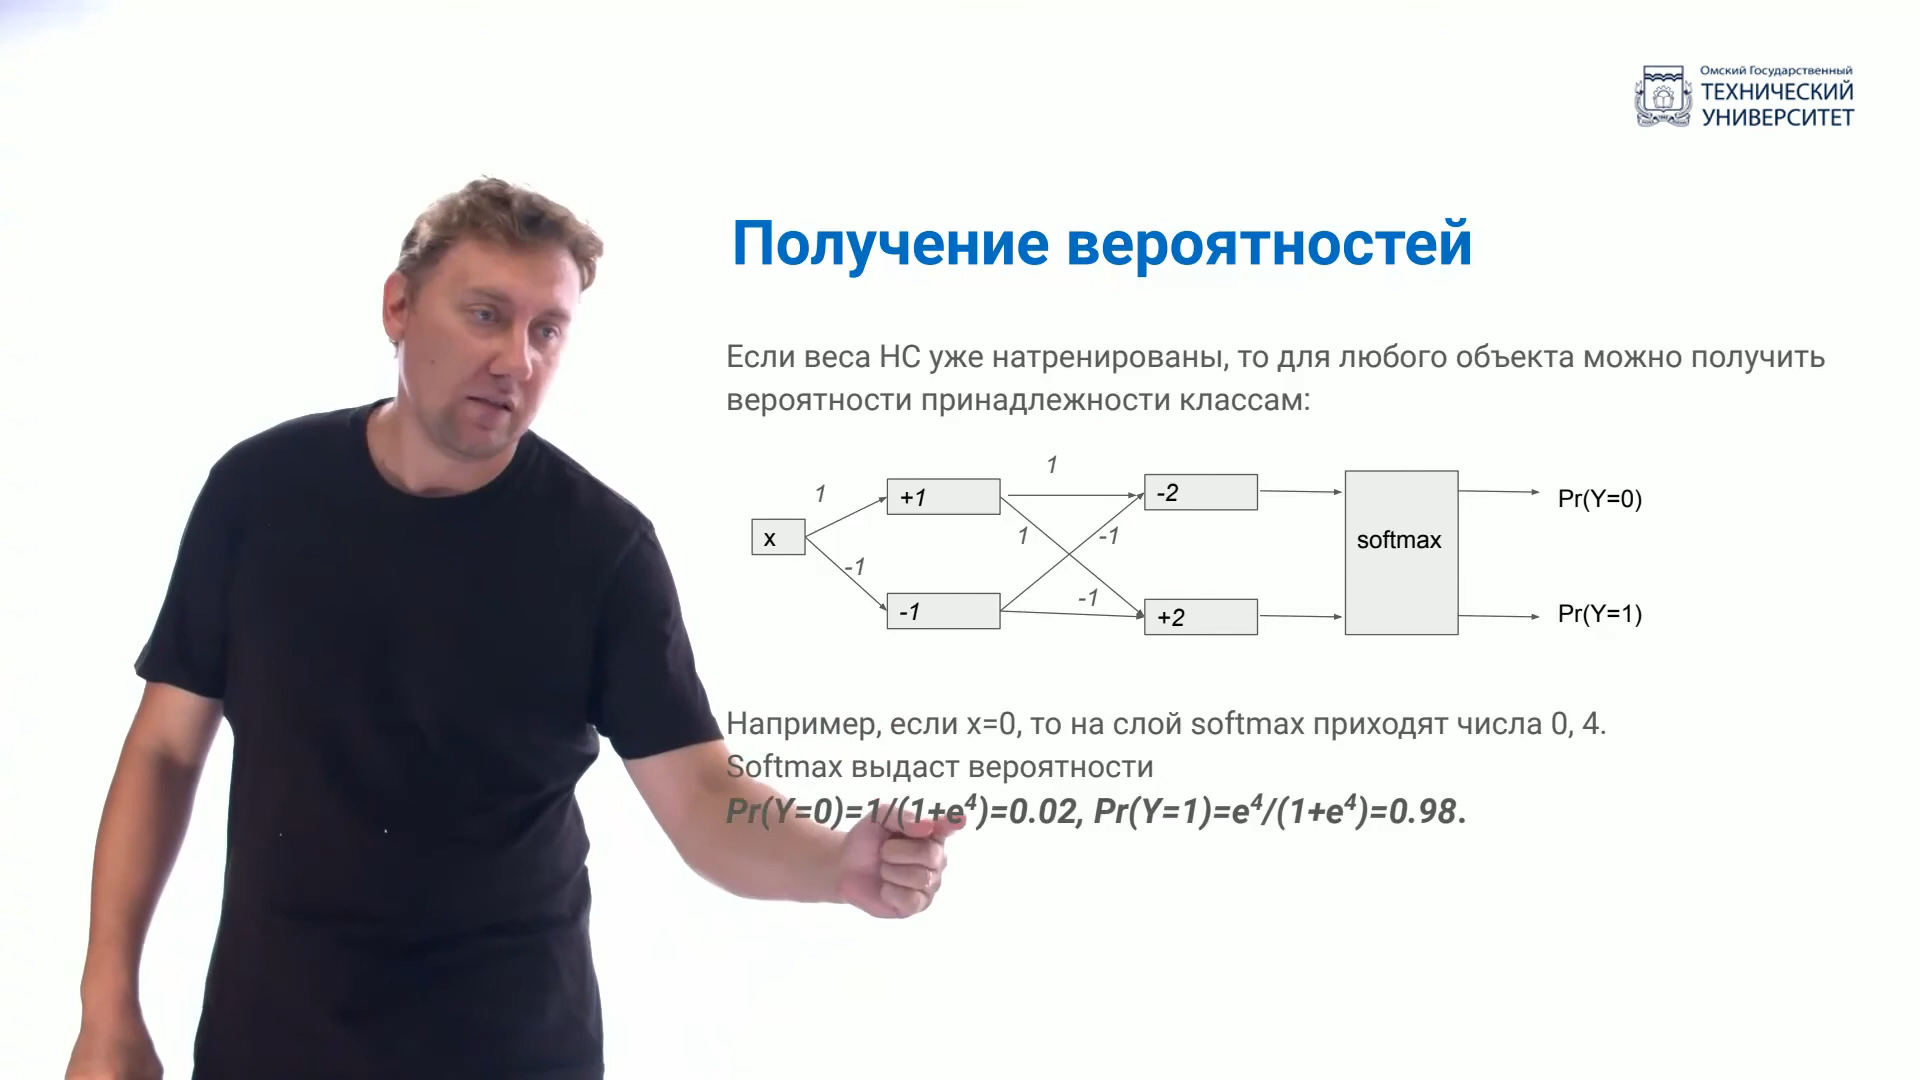 Омский Государственный
ТЕХНИЧЕСКИЙ
УНИВЕРСИТЕТ
Получение вероятностей
Если веса НС уже натренированы, то для любого объекта можно получить
вероятности принадлежности классам:
1
1
+1
-2
Pr(Y=0)
x
1
-1
softmax
-1
-1
-1
+2
Pr(Y=1)
Например, если x=0, то на слой softmax приходят числа 0, 4.
Softmax выдаст вероятности
Pr(Y=0)=1/(1+e⁴)=0.02, Pr(Y=1)=e⁴/(1+e⁴)=0.98.